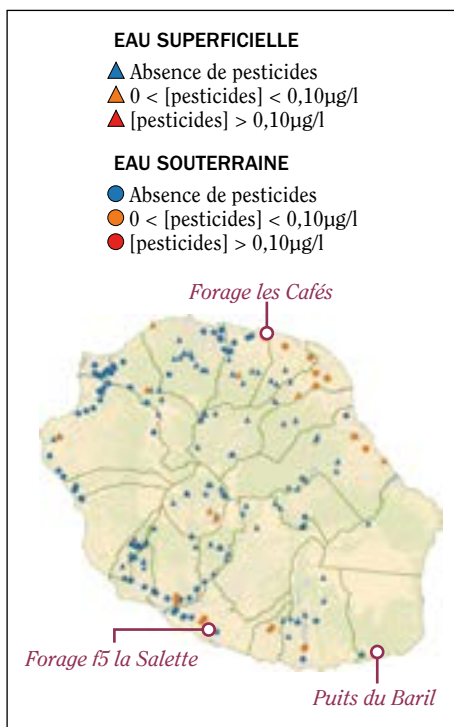 EAU SUPERFICIELLE
Absence de pesticides
0 < [pesticides] < 0,10µg/l
[pesticides] > 0,10µg/l
EAU SOUTERRAINE
Absence de pesticides
0 < [pesticides] < 0,10µg/l
[pesticides] > 0,10µg/l
Forage les Cafés
Forage f5 la Salette
Puits du Baril